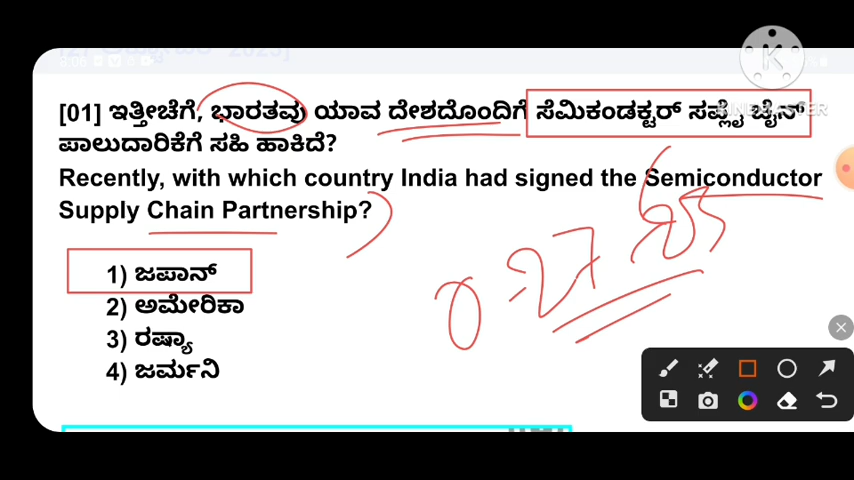 [01] ಇತ್ತೀಚೆಗೆ, ಭಾರತವು ಯಾವ ದೇಶದೊಂದಿಗೆ ಸೆಮಿಕಂಡಕ್ಟರ್ ಸಪ್ಲೈ ಚೈನ್
ಪಾಲುದಾರಿಕೆಗೆ ಸಹಿ ಹಾಕಿದೆ?
Recently, with which country India had signed the Semiconductor
Supply Chain Partnership?
1) ಜಪಾನ್
2) ಅಮೇರಿಕಾ
3) ರಷ್ಯಾ
4) ಜರ್ಮನಿ